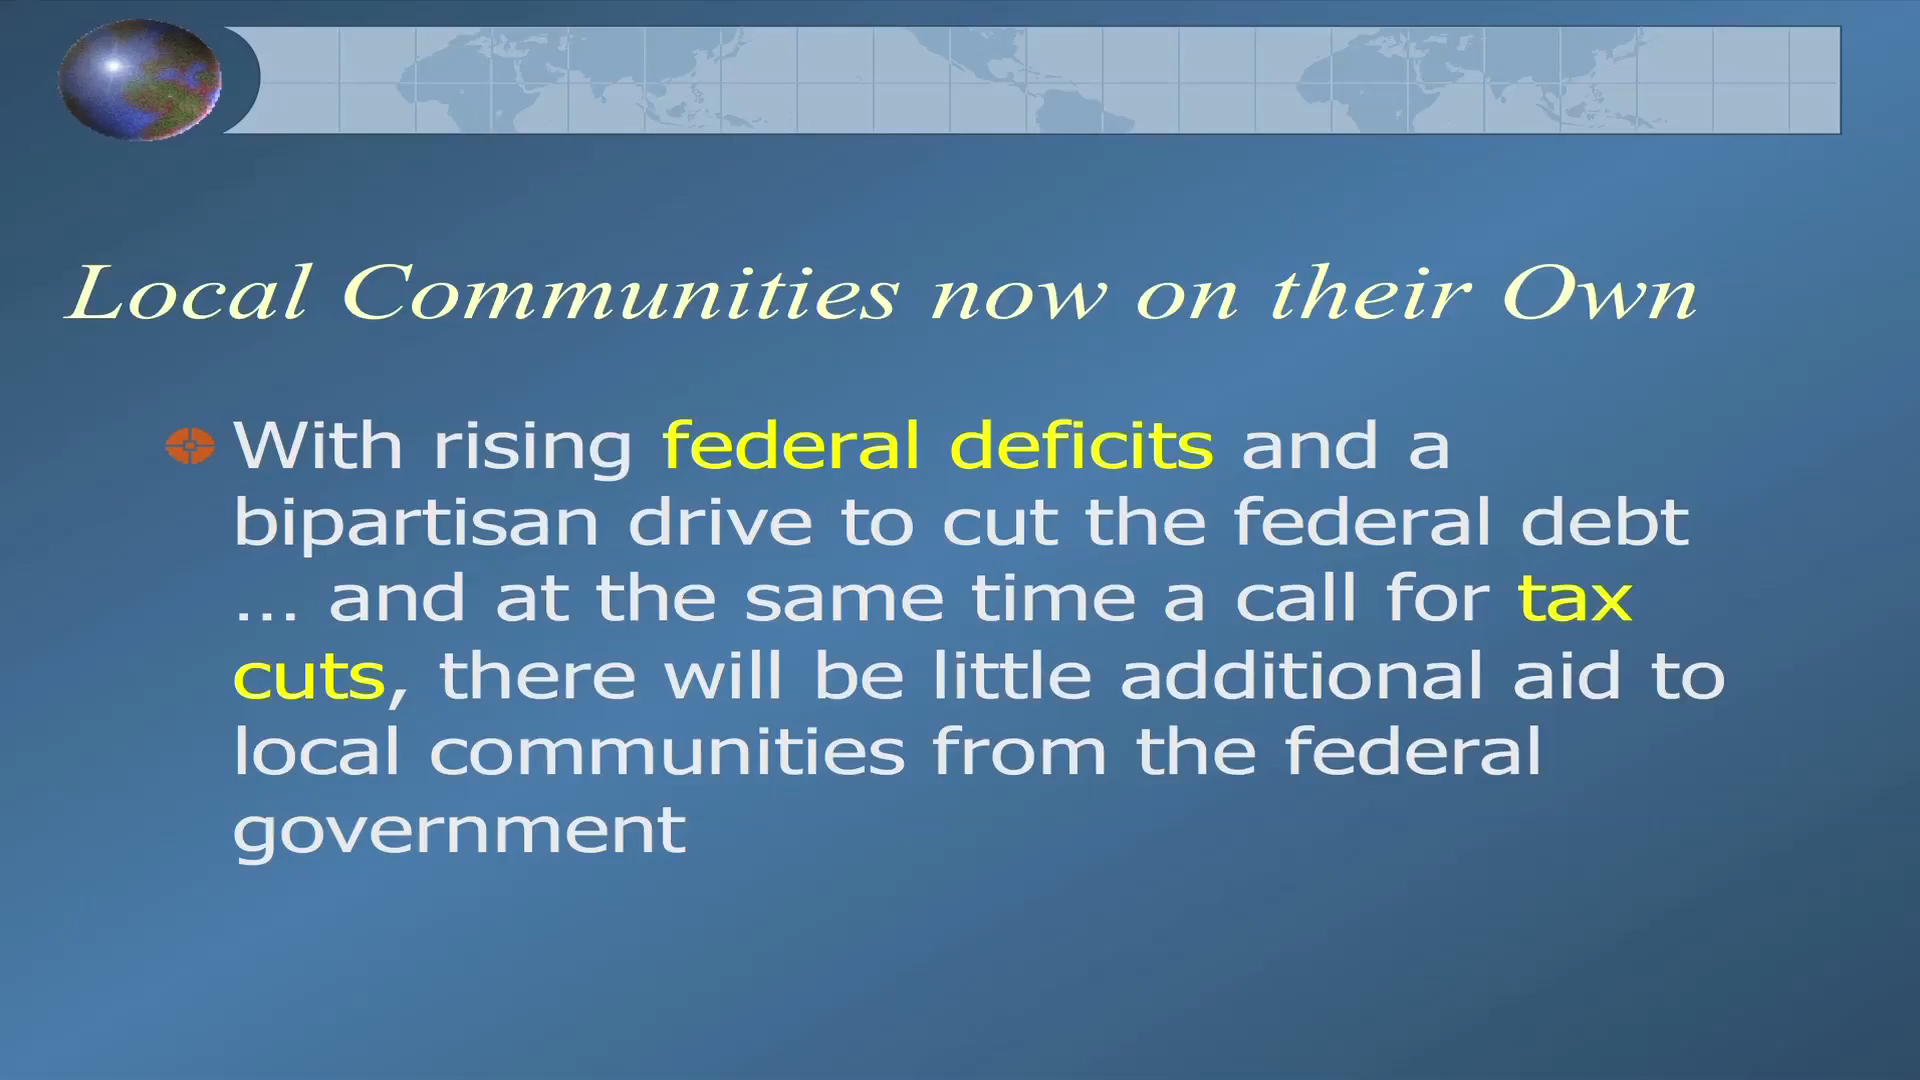 Local Communities now on their Own
With rising federal deficits and a
bipartisan drive to cut the federal debt
... and at the same time a call for tax
cuts, there will be little additional aid to
local communities from the federal
government